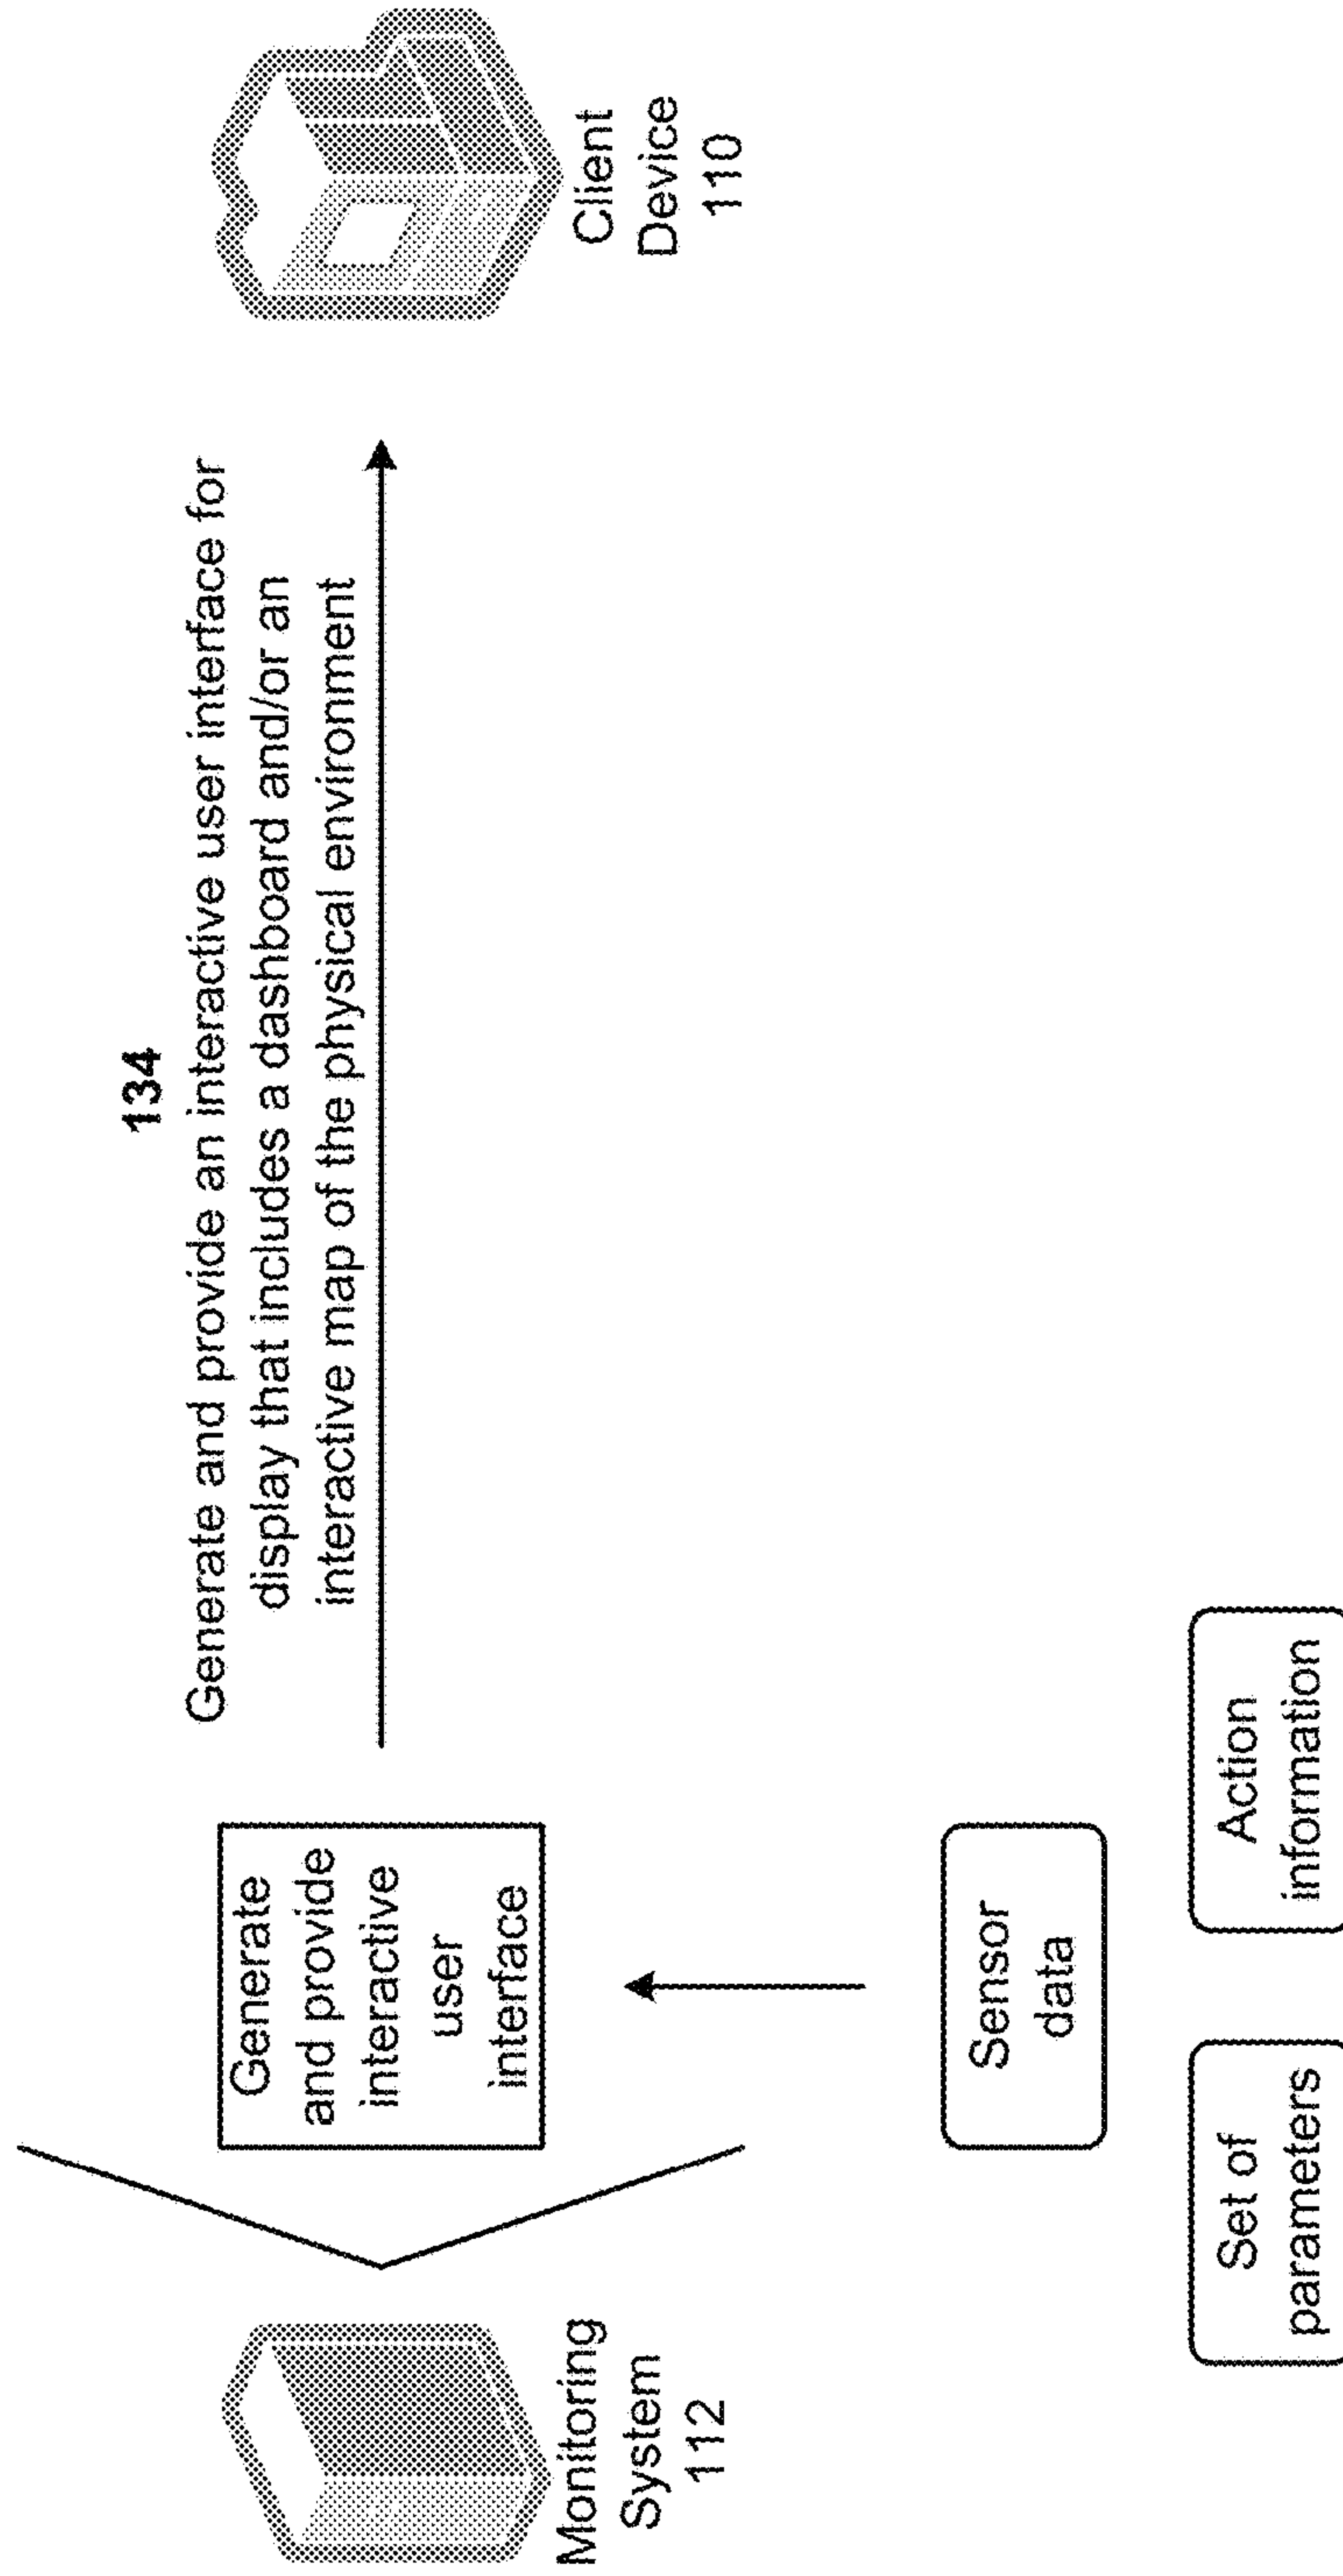 134
Generate and provide an interactive user interface for
display that includes a dashboard and/or an
interactive map of the physical environment
Monitoring
System
112
Generate
and provide
interactive
user
interface
Client
Device
110
Sensor
data
Set of
parameters
Action
information